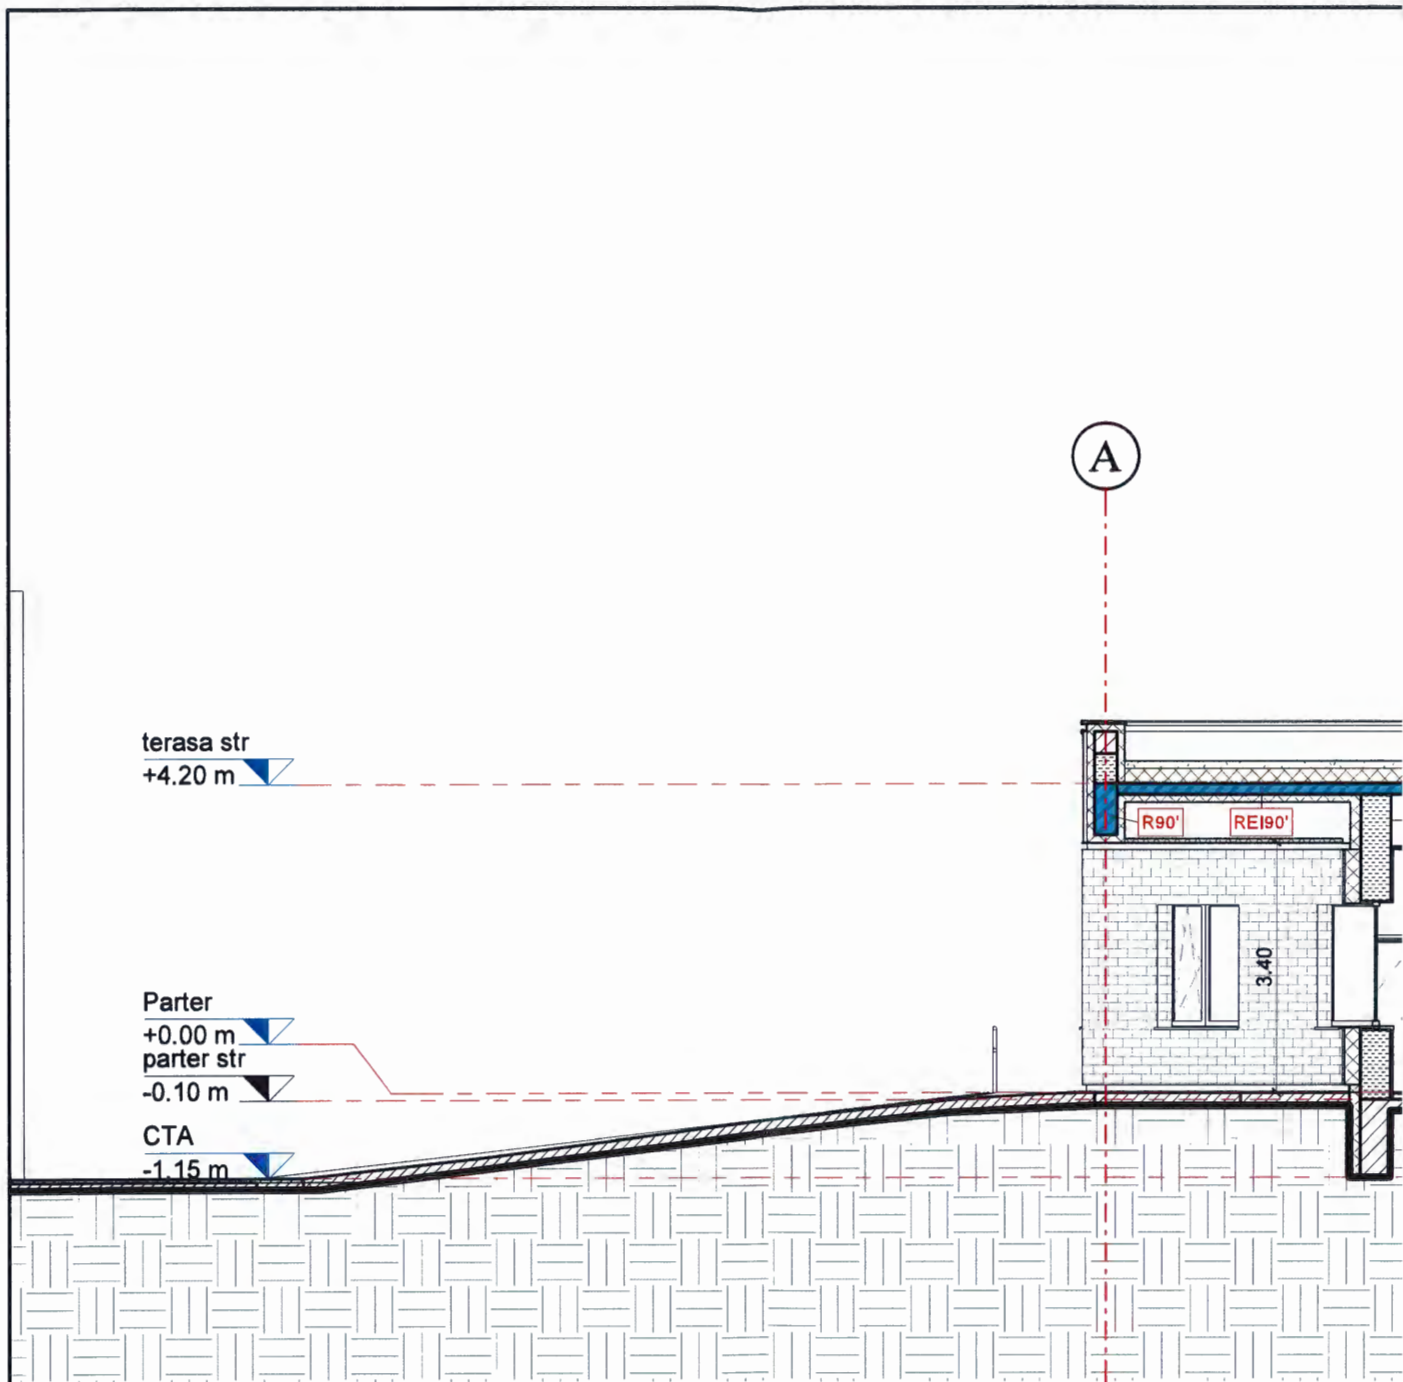 A
terasa str
+4.20 m
R90'
REI90'
3.40
Parter
+0.00 m
parter str
-0.10 m
CTA
-1.15 m